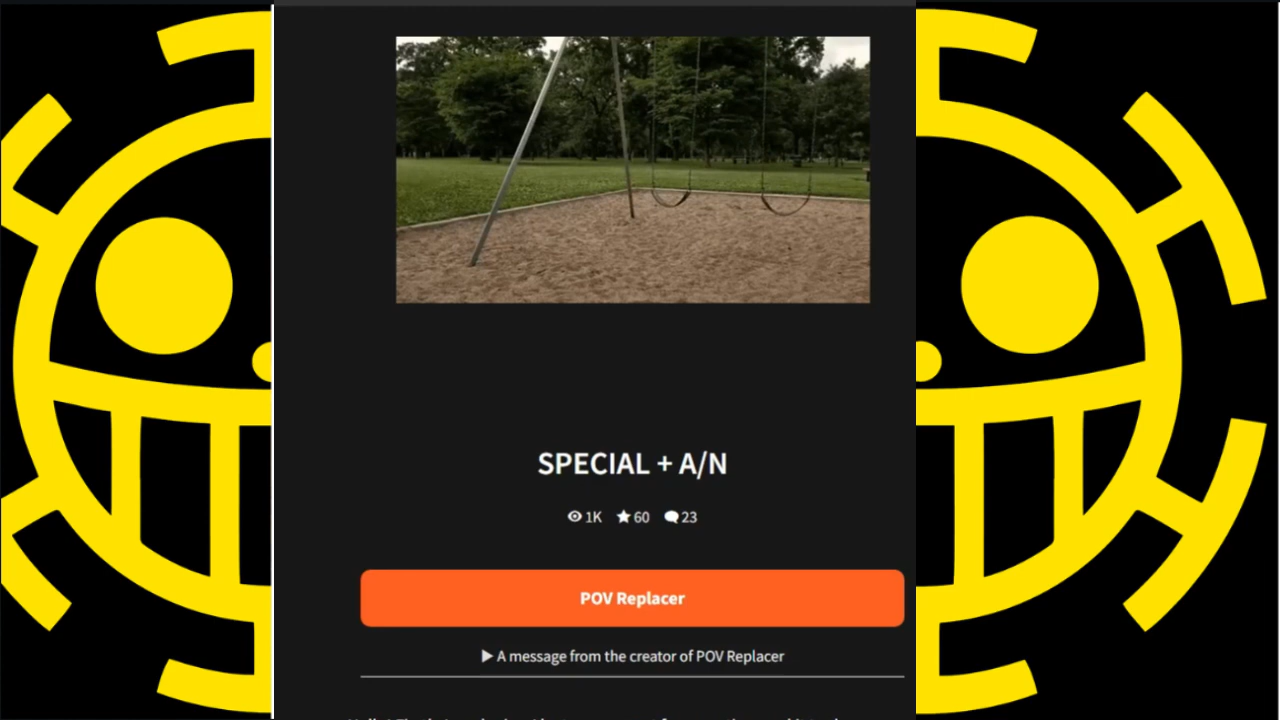 SPECIAL + A/N
1K 60 23
POV Replacer
▶ A message from the creator of POV Replacer